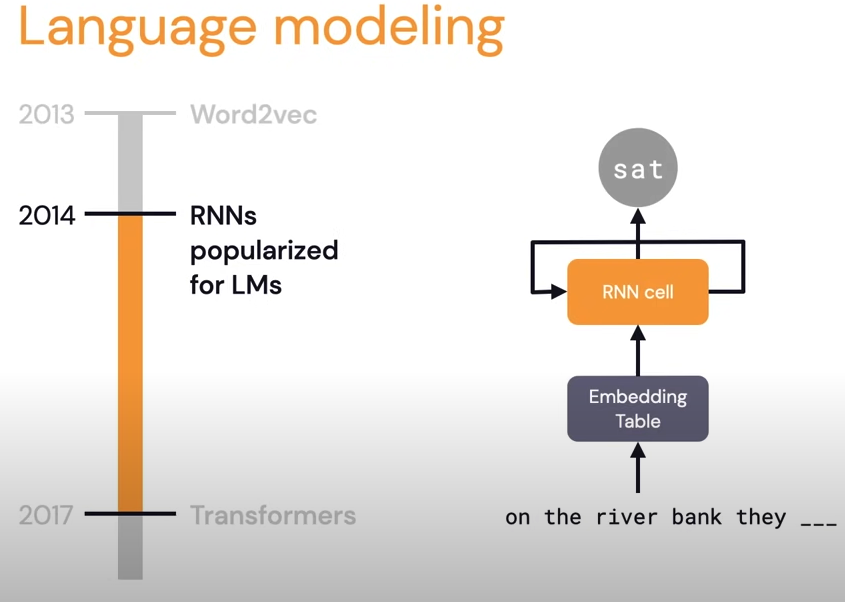 Language modeling
2013
Word2vec
2014
RNNs
popularized
for LMs
2017
Transformers
sat
RNN cell
Embedding
Table
on the river bank they ___